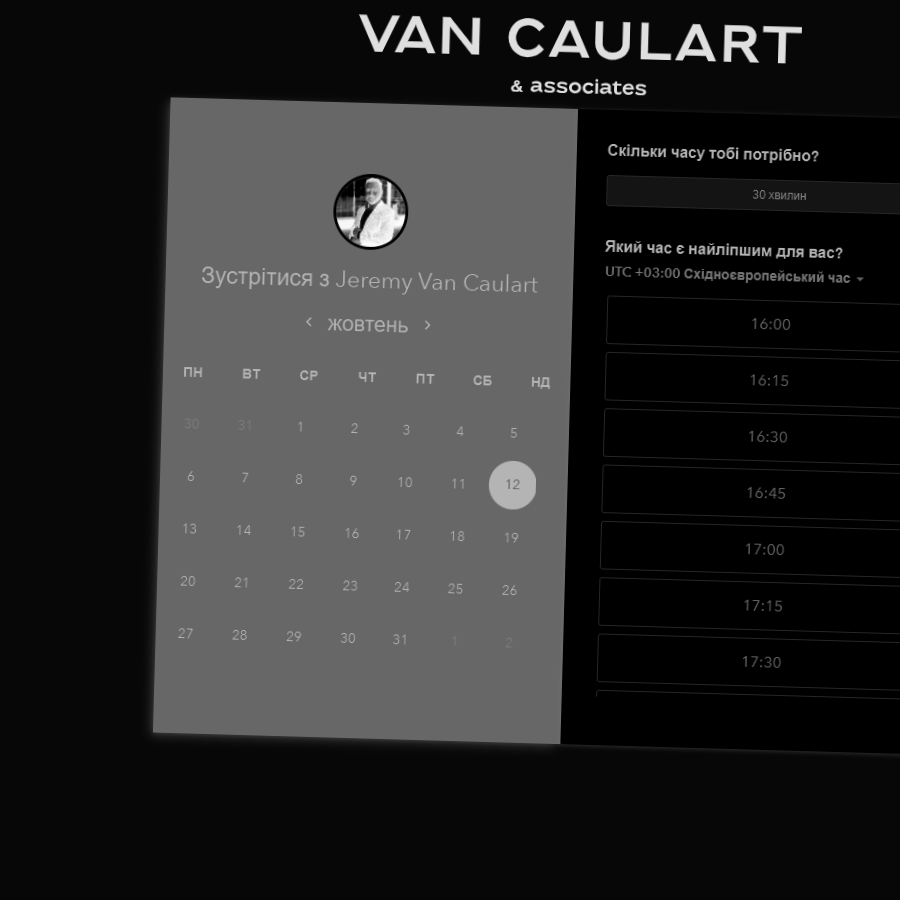 VAN CAULART
& associates
Зустрітися з Jeremy Van Caulart
жовтень
ПН ВТ СР ЧТ ПТ СБ НД
30 31 1 2 3 4 5
6 7 8 9 10 11 12
13 14 15 16 17 18 19
20 21 22 23 24 25 26
27 28 29 30 31 1 2
Скільки часу тобі потрібно?
30 хвилин
Який час є найліпшим для вас?
UTC +03:00 Східноєвропейський час
16:00
16:15
16:30
16:45
17:00
17:15
17:30